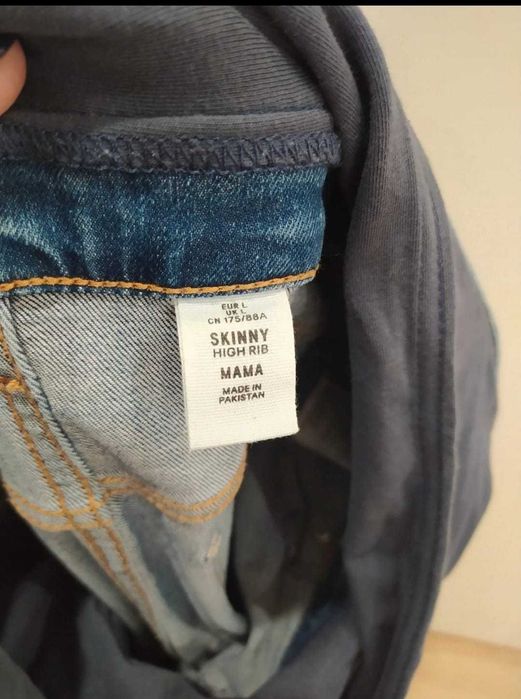 EUR L
UK L
CN 175/88A
SKINNY
HIGH RIB
MAMA
MADE IN
PAKISTAN